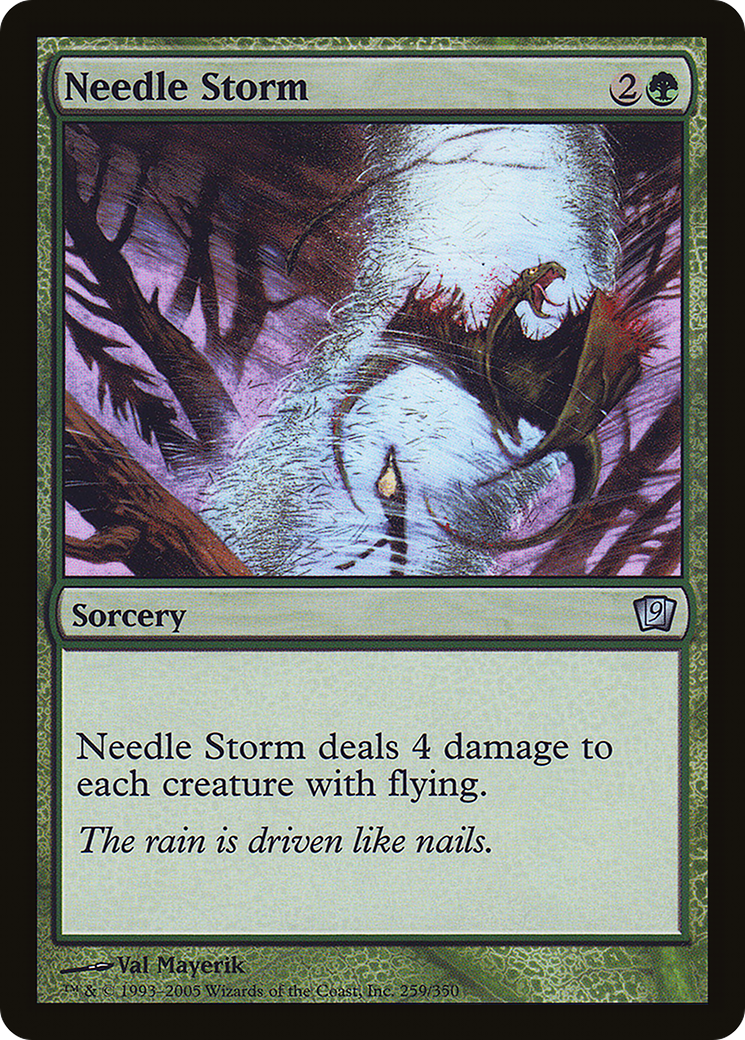 Needle Storm 2
Sorcery 9
Needle Storm deals 4 damage to
each creature with flying.
The rain is driven like nails.
Val Mayerik
™ & © 1993–2005 Wizards of the Coast, Inc. 259/350